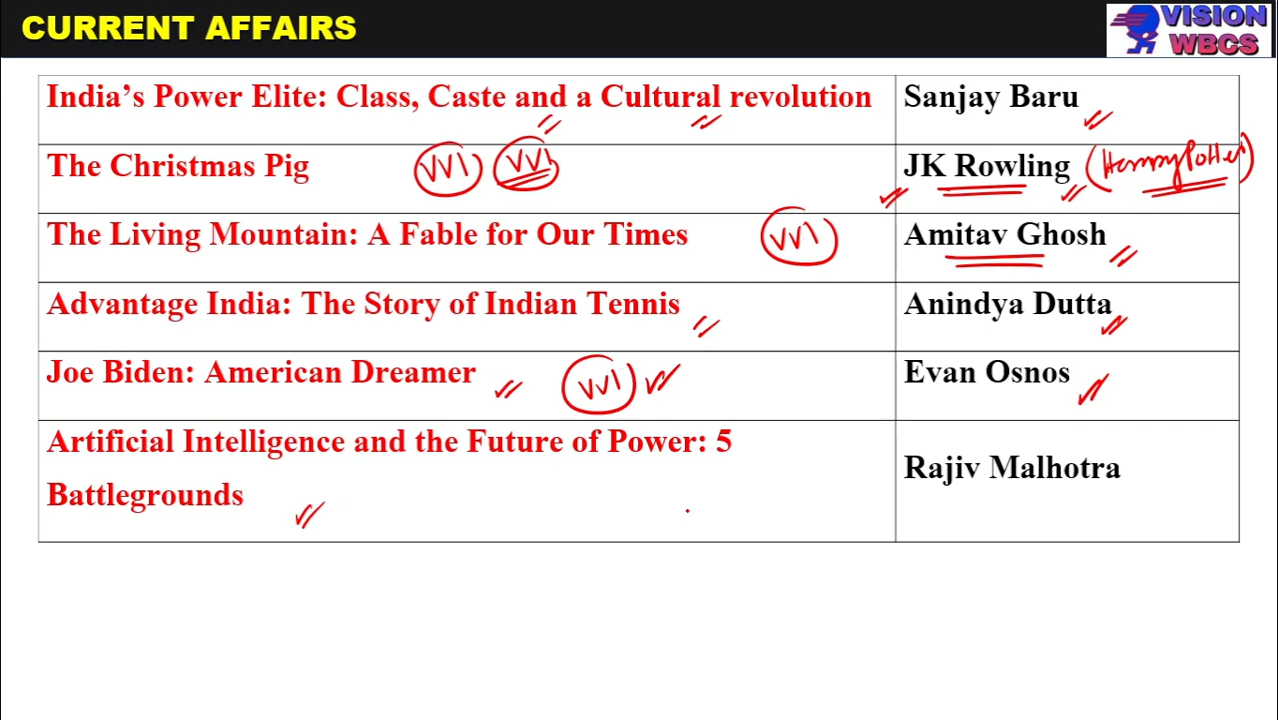 CURRENT AFFAIRS
VISION
WBCS
India's Power Elite: Class, Caste and a Cultural revolution
Sanjay Baru
The Christmas Pig
VVI
VVI
JK Rowling
(Harry Potter)
The Living Mountain: A Fable for Our Times
VVI
Amitav Ghosh
Advantage India: The Story of Indian Tennis
Anindya Dutta
Joe Biden: American Dreamer
VVI
Evan Osnos
Artificial Intelligence and the Future of Power: 5
Battlegrounds
Rajiv Malhotra